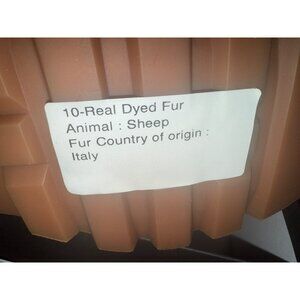 10-Real Dyed Fur
Animal : Sheep
Fur Country of origin :
Italy